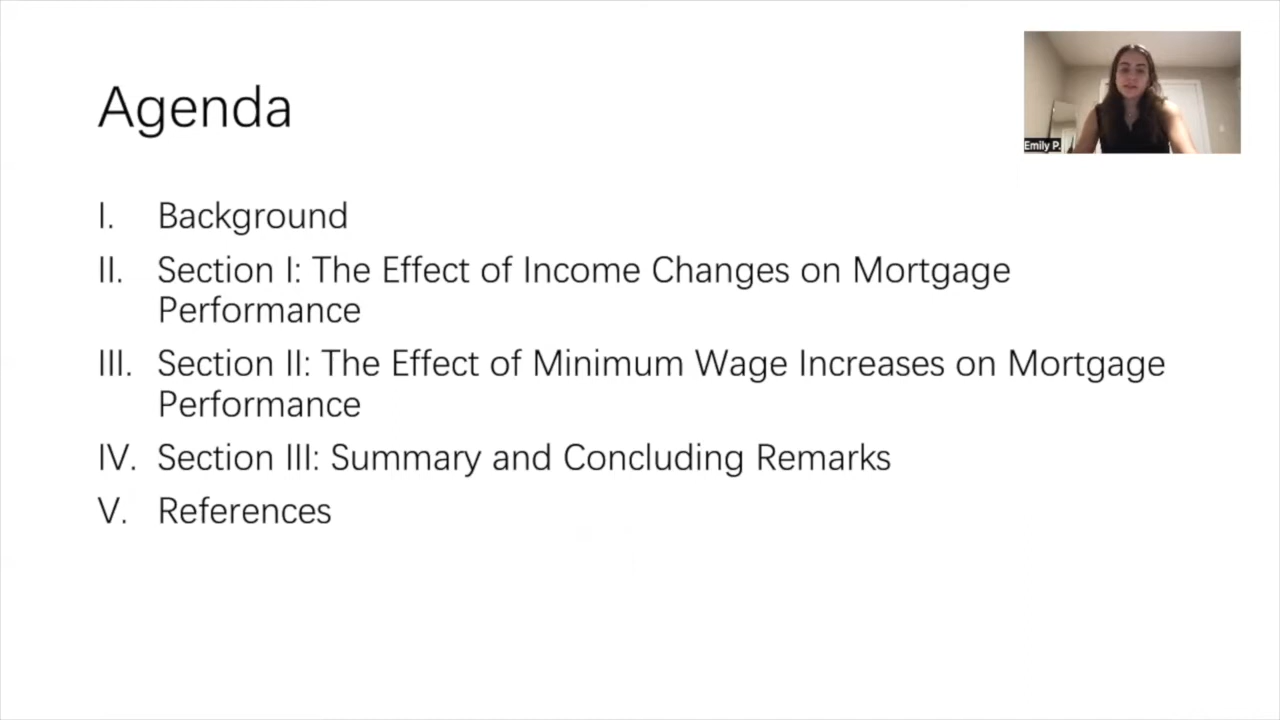 Agenda
Emily P.
I. Background
II. Section I: The Effect of Income Changes on Mortgage
Performance
III. Section II: The Effect of Minimum Wage Increases on Mortgage
Performance
IV. Section III: Summary and Concluding Remarks
V. References